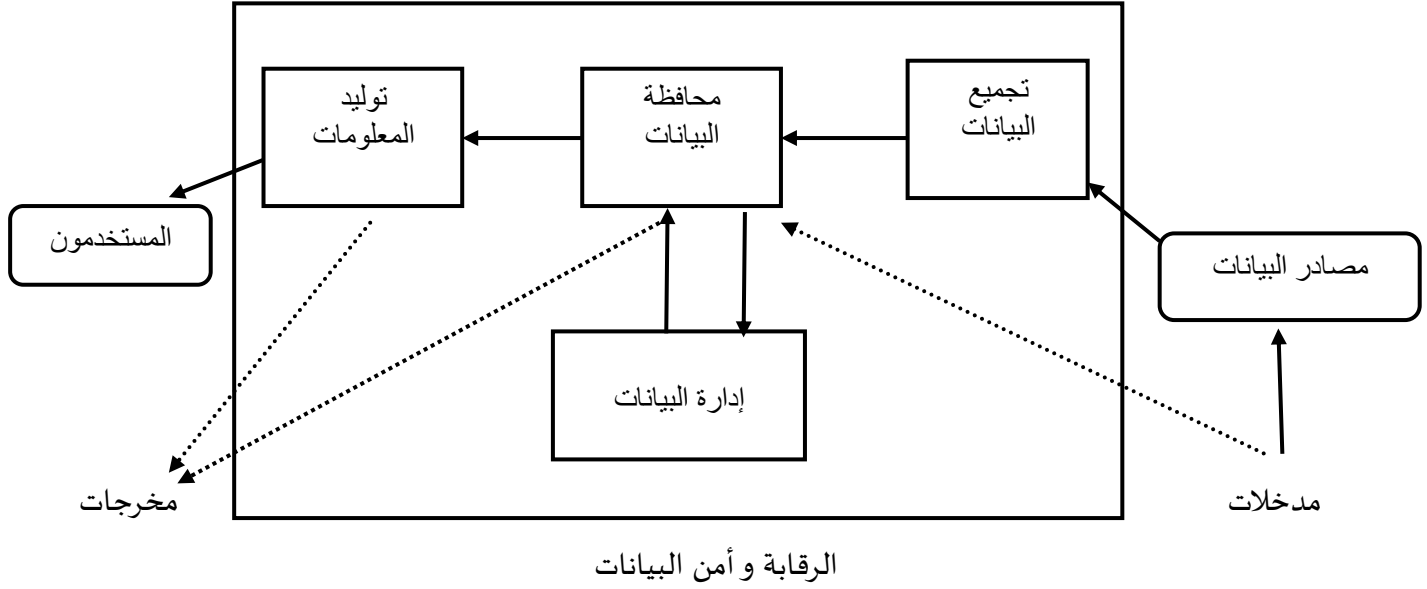 تجميع
البيانات
محافظة
البيانات
توليد
المعلومات
مصادر البيانات
المستخدمون
إدارة البيانات
مدخلات
مخرجات
الرقابة و أمن البيانات